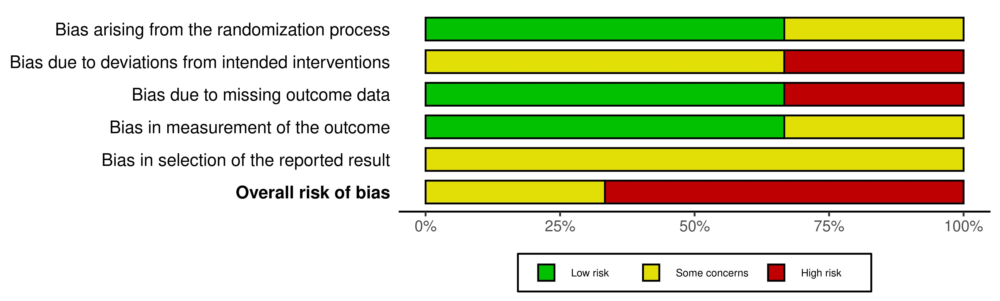 Bias arising from the randomization process
Bias due to deviations from intended interventions
Bias due to missing outcome data
Bias in measurement of the outcome
Bias in selection of the reported result
Overall risk of bias
0% 25% 50% 75% 100%
Low risk Some concerns High risk